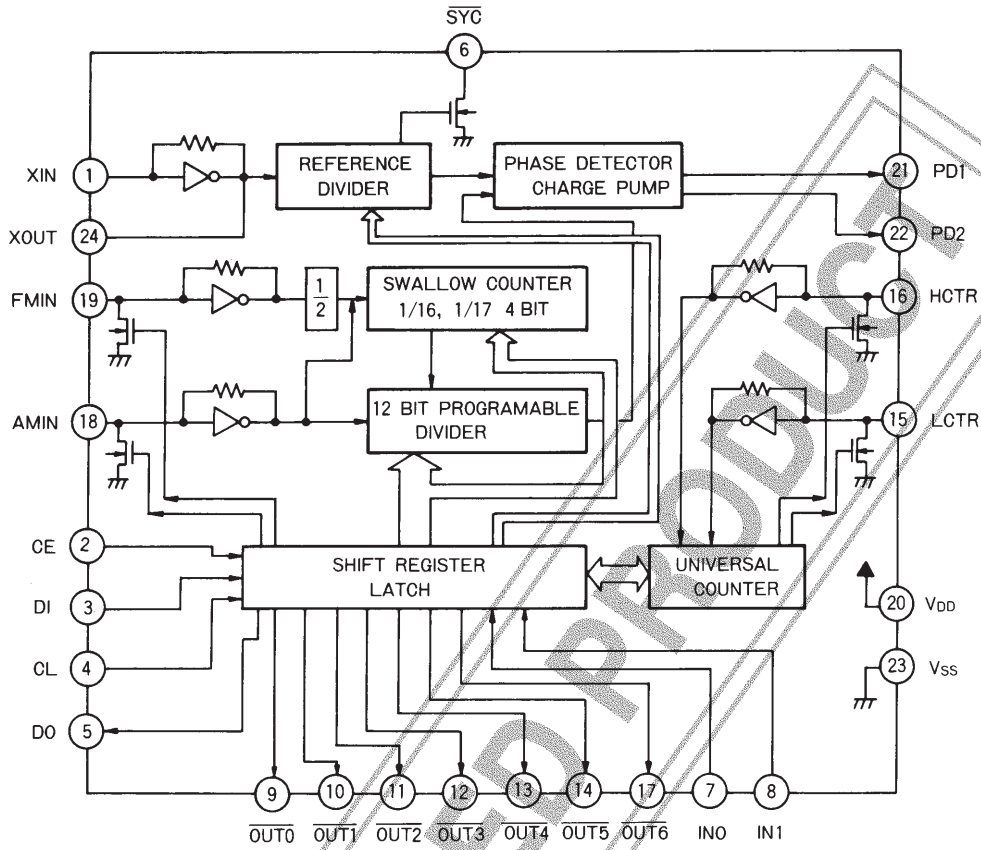 SYC
6
XIN
1
REFERENCE
DIVIDER
PHASE DETECTOR
CHARGE PUMP
21
PD1
XOUT
24
22
PD2
FMIN
19
1
2
SWALLOW COUNTER
1/16, 1/17 4 BIT
16
HCTR
AMIN
18
12 BIT PROGRAMABLE
DIVIDER
15
LCTR
CE
2
SHIFT REGISTER
LATCH
UNIVERSAL
COUNTER
DI
3
20
VDD
CL
4
23
VSS
DO
5
9
10
11
12
13
14
17
7
8
OUT0
OUT1
OUT2
OUT3
OUT4
OUT5
OUT6
IN0
IN1
ED PRODUCT